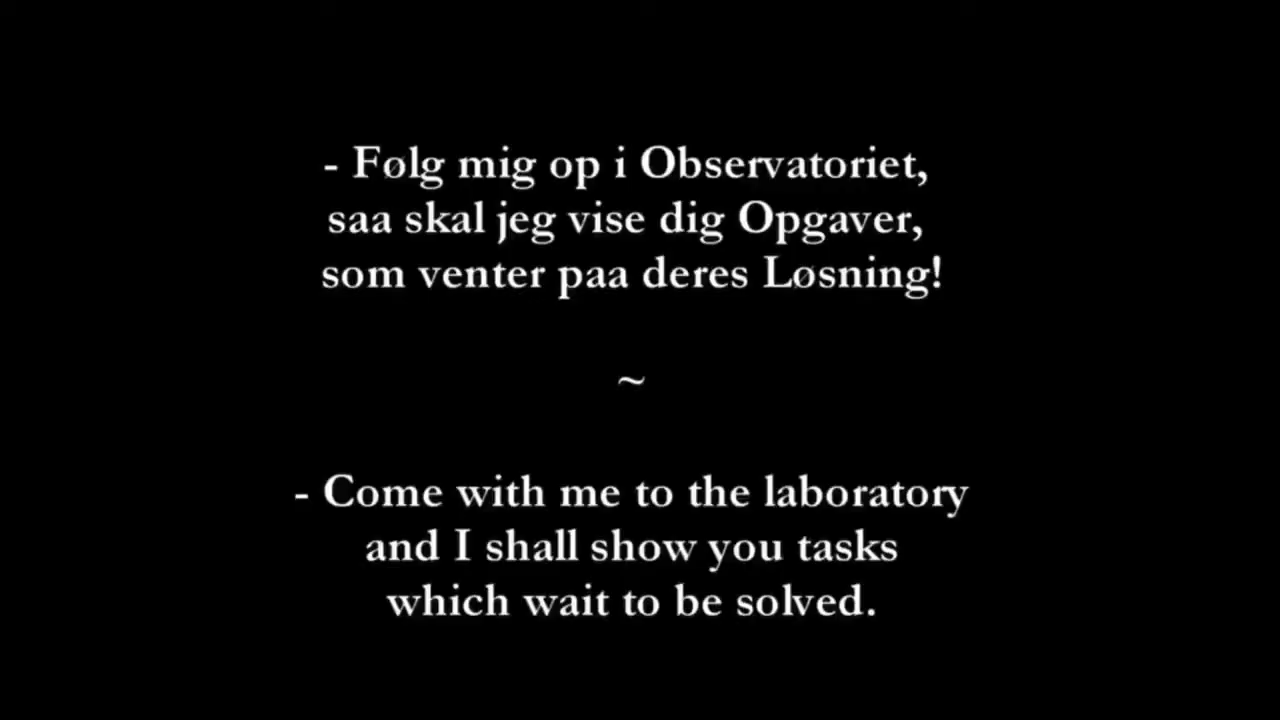 - Følg mig op i Observatoriet,
saa skal jeg vise dig Opgaver,
som venter paa deres Løsning!
~
- Come with me to the laboratory
and I shall show you tasks
which wait to be solved.